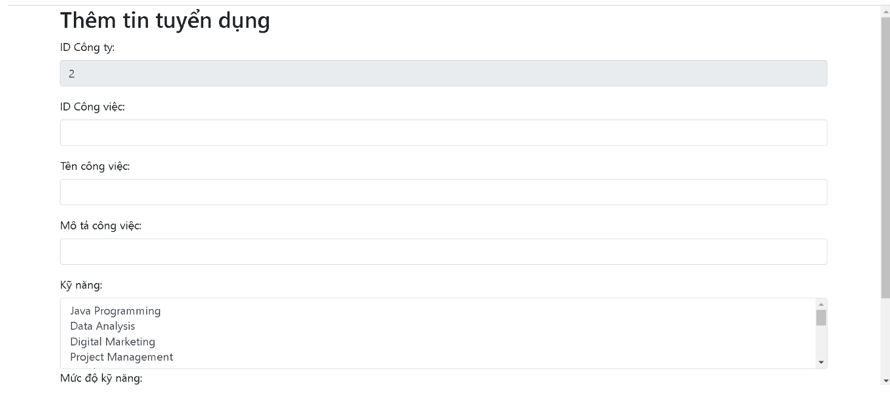 Thêm tin tuyển dụng
ID Công ty:
2
ID Công việc:
Tên công việc:
Mô tả công việc:
Kỹ năng:
Java Programming
Data Analysis
Digital Marketing
Project Management
Mức độ kỹ năng: